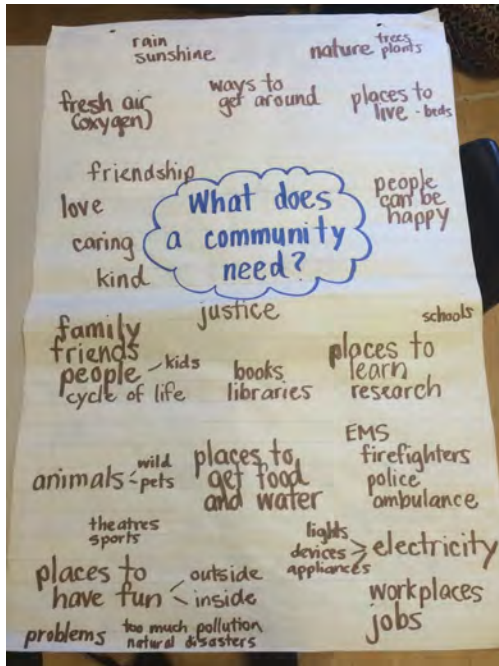 rain
sunshine
nature trees
plants
fresh air
(oxygen)
ways to
get around
places to
live - beds
friendship
love
caring
kind
What does
a community
need?
people
can be
happy
justice
schools
family
friends
people - kids
cycle of life
books
libraries
places to
learn
research
animals wild
pets
places to
get food
and water
EMS
firefighters
police
ambulance
theatres
sports
places to
have fun
outside
inside
lights
devices
appliances
electricity
workplaces
jobs
problems
too much pollution
natural disasters